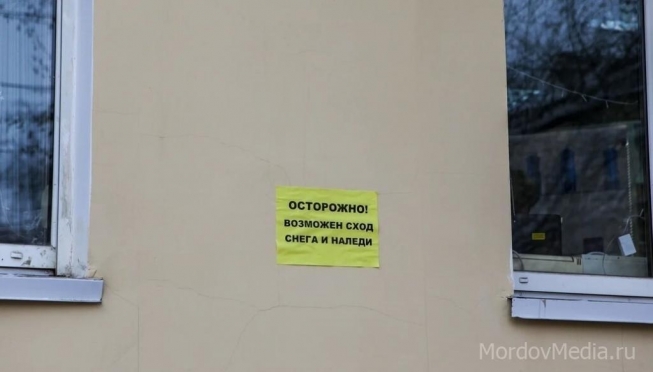 ОСТОРОЖНО!
ВОЗМОЖЕН СХОД
СНЕГА И НАЛЕДИ
MordovMedia.ru